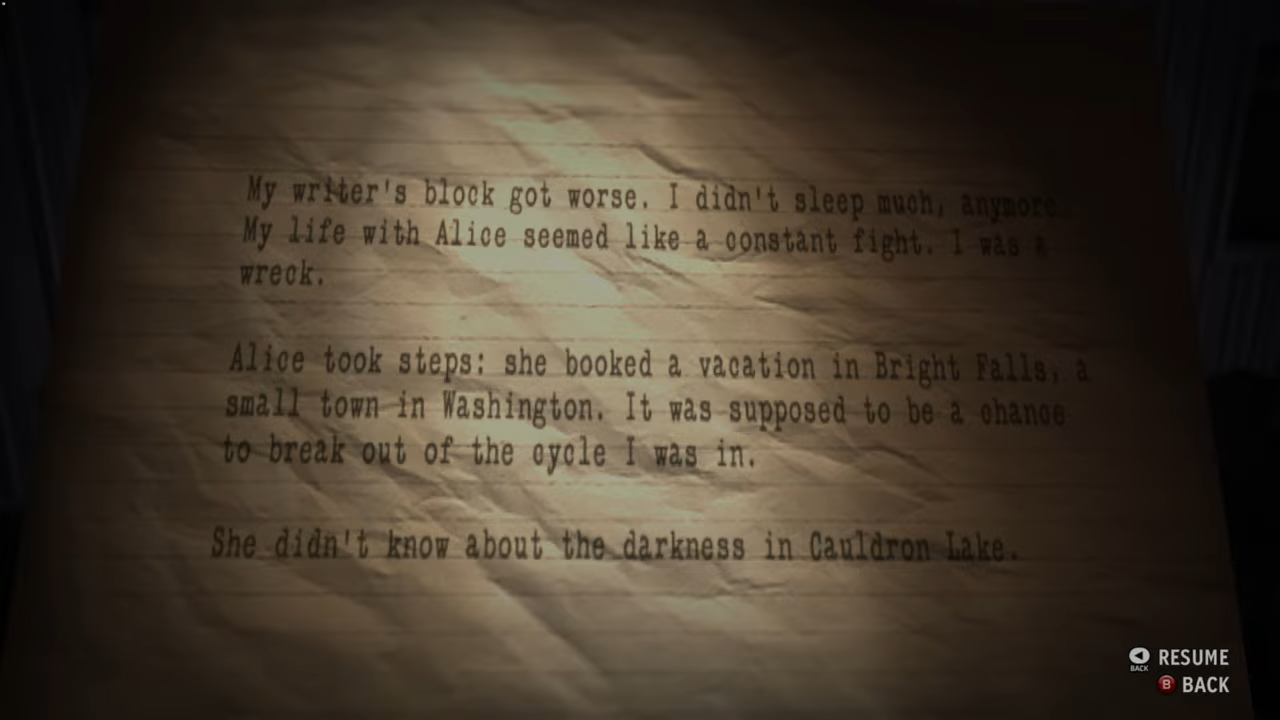 My writer's block got worse. I didn't sleep much, anymore.
My life with Alice seemed like a constant fight. I was a
wreck.
Alice took steps: she booked a vacation in Bright Falls, a
small town in Washington. It was supposed to be a chance
to break out of the cycle I was in.
She didn't know about the darkness in Cauldron Lake.
BACK RESUME
B BACK